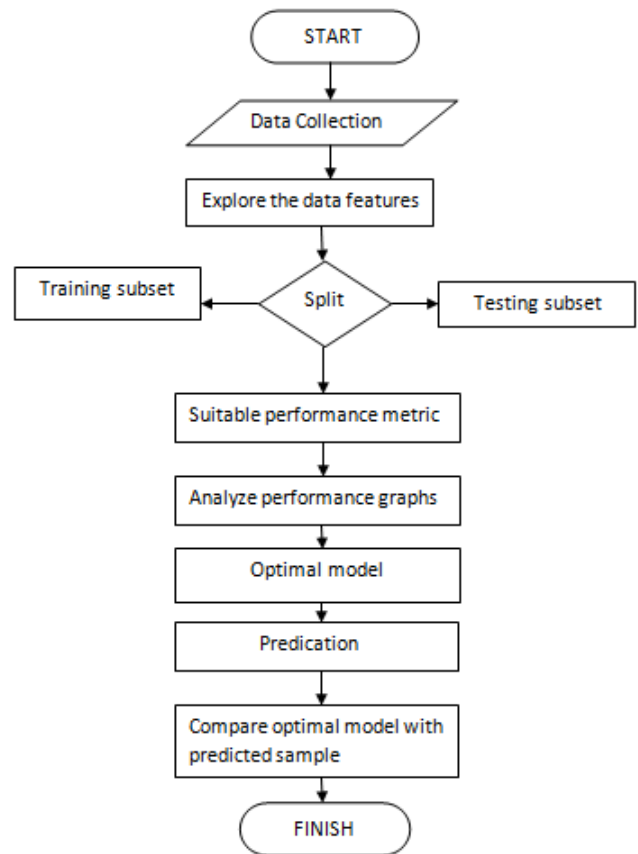 START
Data Collection
Explore the data features
Training subset
Split
Testing subset
Suitable performance metric
Analyze performance graphs
Optimal model
Predication
Compare optimal model with
predicted sample
FINISH